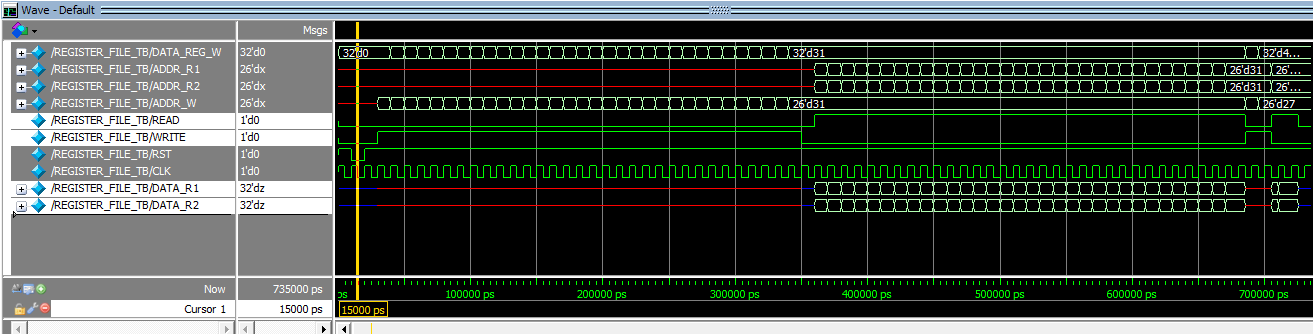 Wave - Default
Msgs
/REGISTER_FILE_TB/DATA_REG_W 32'd0 32'd0 32'd31 32'd4...
/REGISTER_FILE_TB/ADDR_R1 26'dx 26'd31 26'...
/REGISTER_FILE_TB/ADDR_R2 26'dx 26'd31 26'...
/REGISTER_FILE_TB/ADDR_W 26'dx 26'd31 26'd27
/REGISTER_FILE_TB/READ 1'd0
/REGISTER_FILE_TB/WRITE 1'd0
/REGISTER_FILE_TB/RST 1'd0
/REGISTER_FILE_TB/CLK 1'd0
/REGISTER_FILE_TB/DATA_R1 32'dz
/REGISTER_FILE_TB/DATA_R2 32'dz
Now 735000 ps ps 100000 ps 200000 ps 300000 ps 400000 ps 500000 ps 600000 ps 700000 ps
Cursor 1 15000 ps 15000 ps